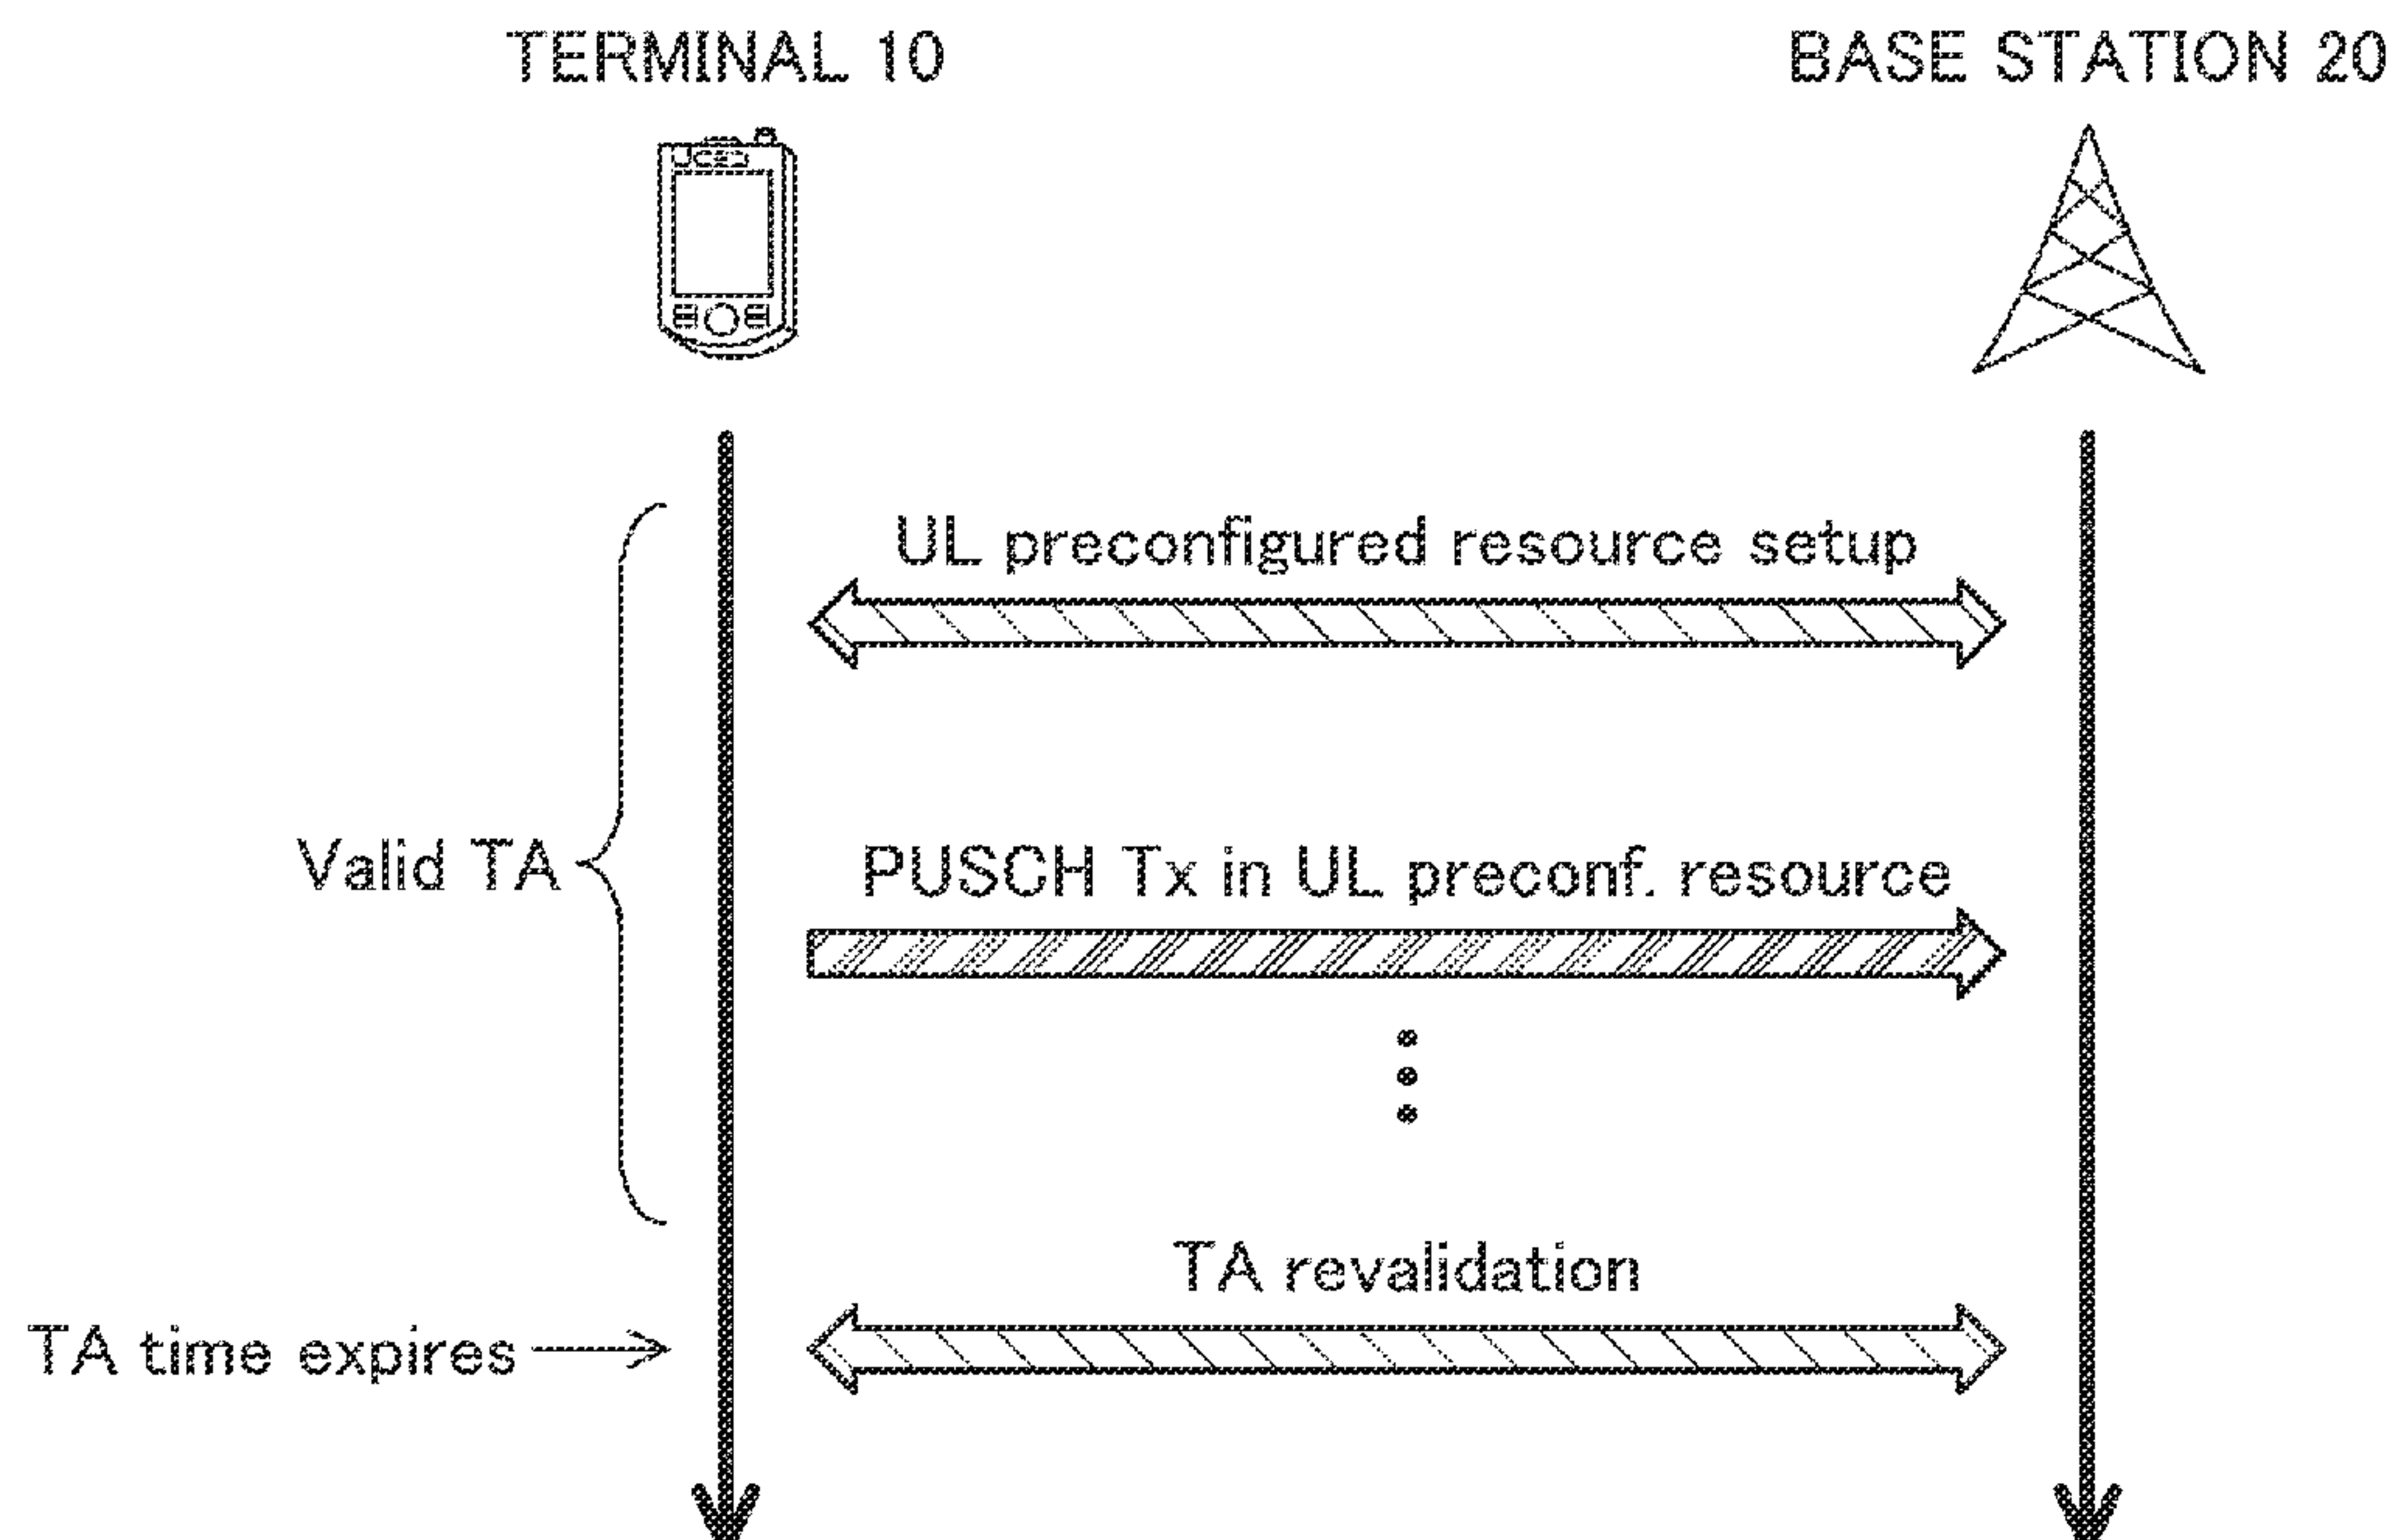 TERMINAL 10
BASE STATION 20
UL preconfigured resource setup
Valid TA
PUSCH Tx in UL preconf. resource
TA revalidation
TA time expires